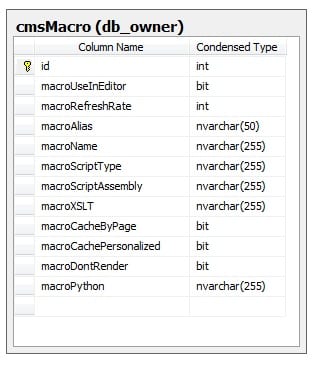 cmsMacro (db_owner)
Column Name Condensed Type
id int
macroUseInEditor bit
macroRefreshRate int
macroAlias nvarchar(50)
macroName nvarchar(255)
macroScriptType nvarchar(255)
macroScriptAssembly nvarchar(255)
macroXSLT nvarchar(255)
macroCacheByPage bit
macroCachePersonalized bit
macroDontRender bit
macroPython nvarchar(255)